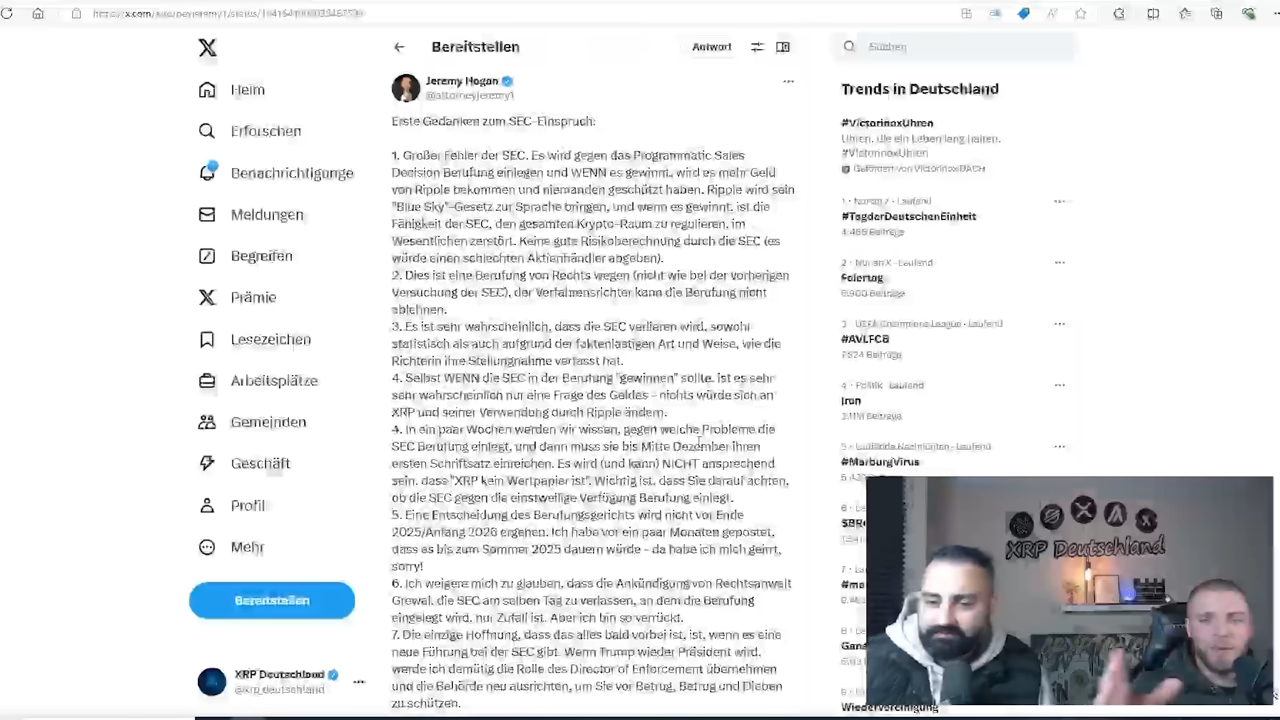 Heim
Erforschen
Benachrichtigunge
Meldungen
Begreifen
Prämie
Lesezeichen
Arbeitsplätze
Gemeinden
Geschäft
Profil
Mehr
Bereitstellen
XRP Deutschland
@xrp_deutschland
Bereitstellen
Antwort
Jeremy Hogan
@attorneyjeremy1
Erste Gedanken zum SEC-Einspruch:
1. Großer Fehler der SEC. Es wird gegen das Programmatic Sales
Decision Berufung einlegen und WENN es gewinnt, wird es mehr Geld
von Ripple bekommen und niemanden geschützt haben. Ripple wird sein
"Blue Sky"-Gesetz zur Sprache bringen, und wenn es gewinnt, ist die
Fähigkeit der SEC, den gesamten Krypto-Raum zu regulieren, im
Wesentlichen zerstört. Keine gute Risikoberechnung durch die SEC (es
würde einen schlechten Aktienhändler abgeben).
2. Dies ist eine Berufung von Rechts wegen (nicht wie bei der vorherigen
Versuchung der SEC), der Verfahrensrichter kann die Berufung nicht
ablehnen.
3. Es ist sehr wahrscheinlich, dass die SEC verlieren wird, sowohl
statistisch als auch aufgrund der faktenlastigen Art und Weise, wie die
Richterin ihre Stellungnahme verfasst hat.
4. Selbst WENN die SEC in der Berufung "gewinnen" sollte, ist es sehr
sehr wahrscheinlich nur eine Frage des Geldes – nichts würde sich an
XRP und seiner Verwendung durch Ripple ändern.
4. In ein paar Wochen werden wir wissen, gegen welche Probleme die
SEC Berufung einlegt, und dann muss sie bis Mitte Dezember ihren
ersten Schriftsatz einreichen. Es wird (und kann) NICHT ansprechend
sein, dass "XRP kein Wertpapier ist". Wichtig ist, dass Sie darauf achten,
ob die SEC gegen die einstweilige Verfügung Berufung einlegt.
5. Eine Entscheidung des Berufungsgerichts wird nicht vor Ende
2025/Anfang 2026 ergehen. Ich habe vor ein paar Monaten gepostet,
dass es bis zum Sommer 2025 dauern würde – da habe ich mich geirrt,
sorry!
6. Ich weigere mich zu glauben, dass die Ankündigung von Rechtsanwalt
Grewal, die SEC am selben Tag zu verlassen, an dem die Berufung
eingelegt wird, nur Zufall ist. Aber ich bin so verrückt.
7. Die einzige Hoffnung, dass das alles bald vorbei ist, ist, wenn es eine
neue Führung bei der SEC gibt. Wenn Trump wieder Präsident wird,
werde ich demütig die Rolle des Director of Enforcement übernehmen
und die Behörde neu ausrichten, um Sie vor Betrug, Betrug und Dieben
zu schützen.
Suchen
Trends in Deutschland
#VictorinoxUhren
Uhren, die ein Leben lang halten.
#VictorinoxUhren
Geworben von Victorinox DACH
#TagderDeutschenEinheit
Feiertag
3 · UEFA Champions League · Laufend
#AVLFCB
4 · Politik · Laufend
Iran
#MarburgVirus
Wiedervereinigung
XRP Deutschland